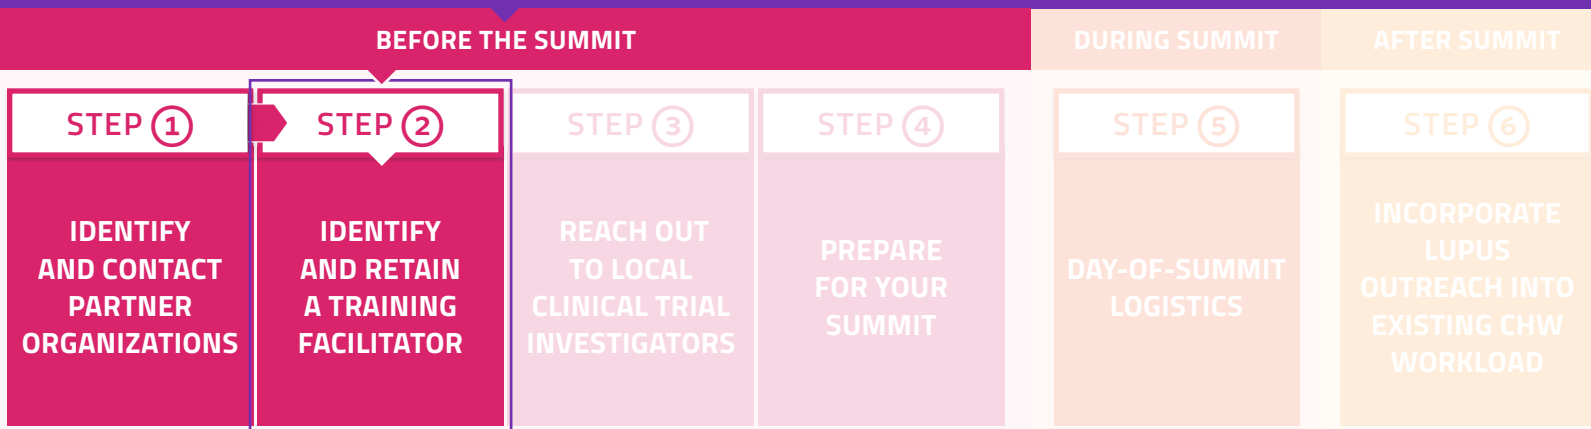 BEFORE THE SUMMIT
DURING SUMMIT
AFTER SUMMIT
STEP 1
STEP 2
STEP 3
STEP 4
STEP 5
STEP 6
IDENTIFY
AND CONTACT
PARTNER
ORGANIZATIONS
IDENTIFY
AND RETAIN
A TRAINING
FACILITATOR
REACH OUT
TO LOCAL
CLINICAL TRIAL
INVESTIGATORS
PREPARE
FOR YOUR
SUMMIT
DAY-OF-SUMMIT
LOGISTICS
INCORPORATE
LUPUS
OUTREACH INTO
EXISTING CHW
WORKLOAD